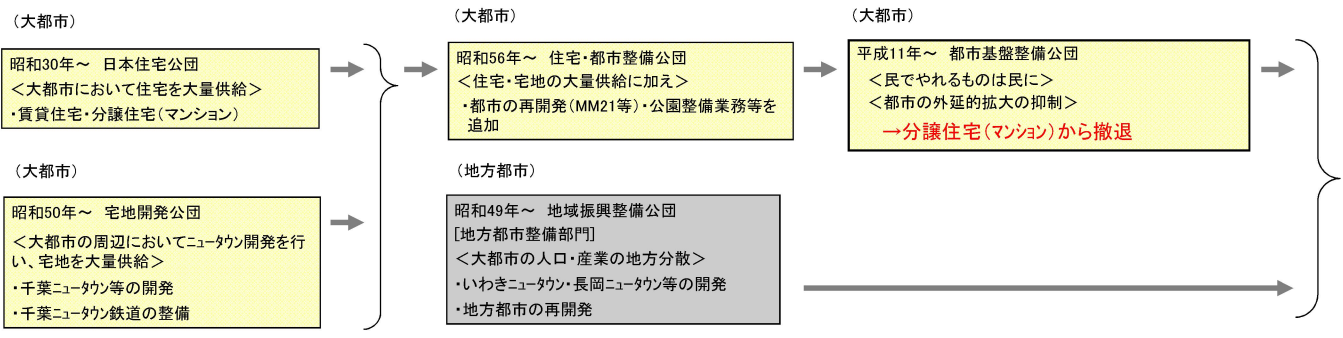 （大都市）
昭和30年～　日本住宅公団
＜大都市において住宅を大量供給＞
・賃貸住宅・分譲住宅（マンション）
（大都市）
昭和50年～　宅地開発公団
＜大都市の周辺においてﾆｭｰﾀｳﾝ開発を行
い、宅地を大量供給＞
・千葉ﾆｭｰﾀｳﾝ等の開発
・千葉ﾆｭｰﾀｳﾝ鉄道の整備
（大都市）
昭和56年～　住宅・都市整備公団
＜住宅・宅地の大量供給に加え＞
・都市の再開発（MM21等）・公園整備業務等を
追加
（地方都市）
昭和49年～　地域振興整備公団
[地方都市整備部門]
＜大都市の人口・産業の地方分散＞
・いわきﾆｭｰﾀｳﾝ・長岡ﾆｭｰﾀｳﾝ等の開発
・地方都市の再開発
（大都市）
平成11年～　都市基盤整備公団
＜民でやれるものは民に＞
＜都市の外延的拡大の抑制＞
→分譲住宅（ﾏﾝｼｮﾝ）から撤退